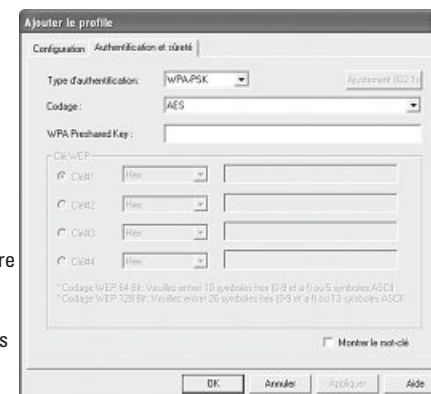 Ajouter le profile
Configuration Authentification et sûreté
Type d'authentification: WPA-PSK Ajustement 802.1x
Codage : AES
WPA Preshared Key :
Clé WEP
Clé#1 Hex
Clé#2 Hex
Clé#3 Hex
Clé#4 Hex
* Codage WEP 64 Bit: Veuillez entrer 10 symboles hex (0-9 et a-f) ou 5 symboles ASCII
* Codage WEP 128 Bit: Veuillez entrer 26 symboles hex (0-9 et a-f) ou 13 symboles ASCII
re
s
Montrer le mot-clé
OK Annuler Appliquer Aide